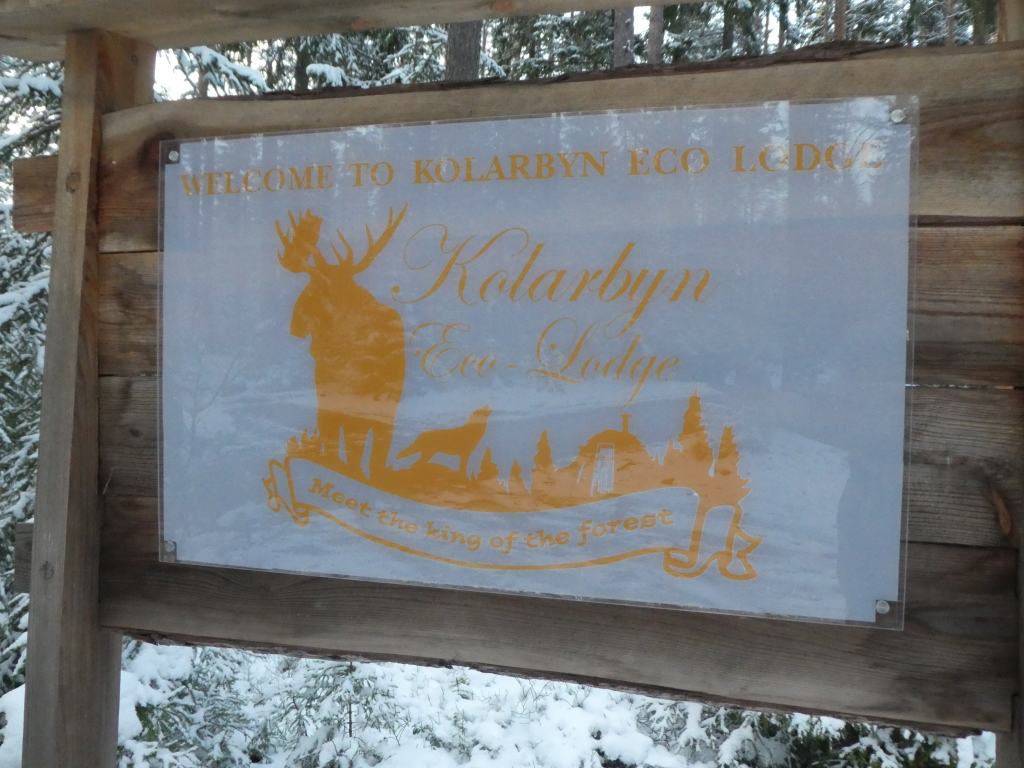 WELCOME TO KOLARBYN ECO LODGE
Kolarbyn
Eco-Lodge
Meet the king of the forest